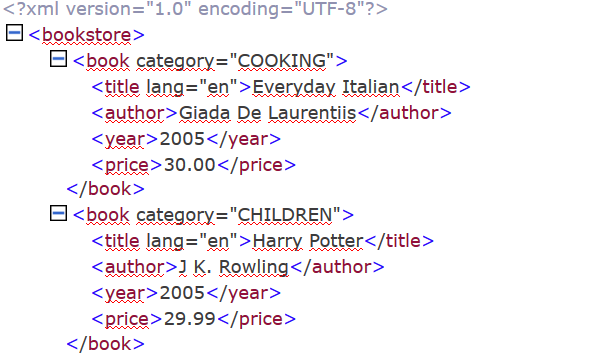 <?xml version="1.0" encoding="UTF-8"?>
<bookstore>
<book category="COOKING">
<title lang="en">Everyday Italian</title>
<author>Giada De Laurentiis</author>
<year>2005</year>
<price>30.00</price>
</book>
<book category="CHILDREN">
<title lang="en">Harry Potter</title>
<author>J K. Rowling</author>
<year>2005</year>
<price>29.99</price>
</book>